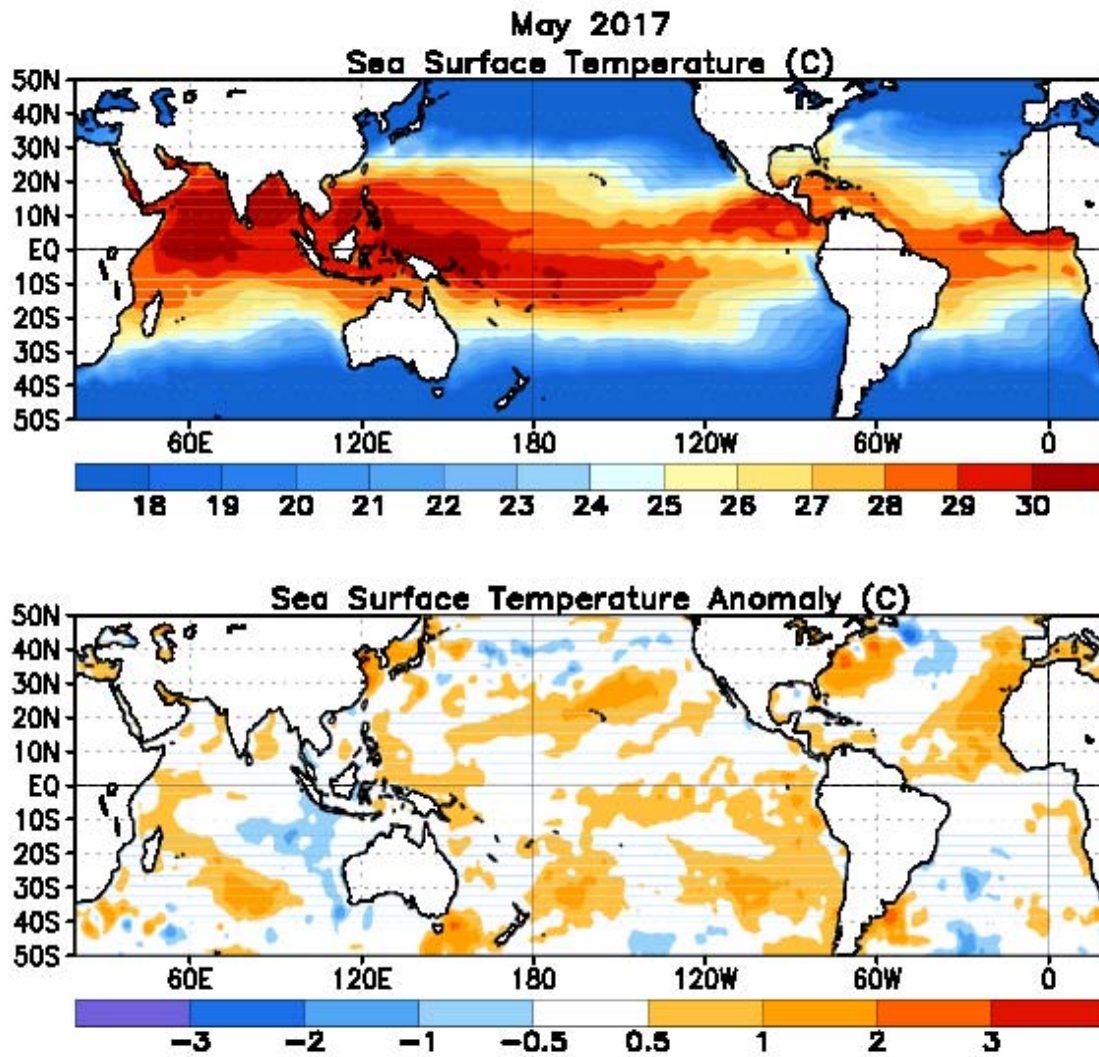 May 2017
Sea Surface Temperature (C)
50N
40N
30N
20N
10N
EQ
10S
20S
30S
40S
50S
60E 120E 180 120W 60W 0
18 19 20 21 22 23 24 25 26 27 28 29 30
Sea Surface Temperature Anomaly (C)
50N
40N
30N
20N
10N
EQ
10S
20S
30S
40S
50S
60E 120E 180 120W 60W 0
-3 -2 -1 -0.5 0.5 1 2 3